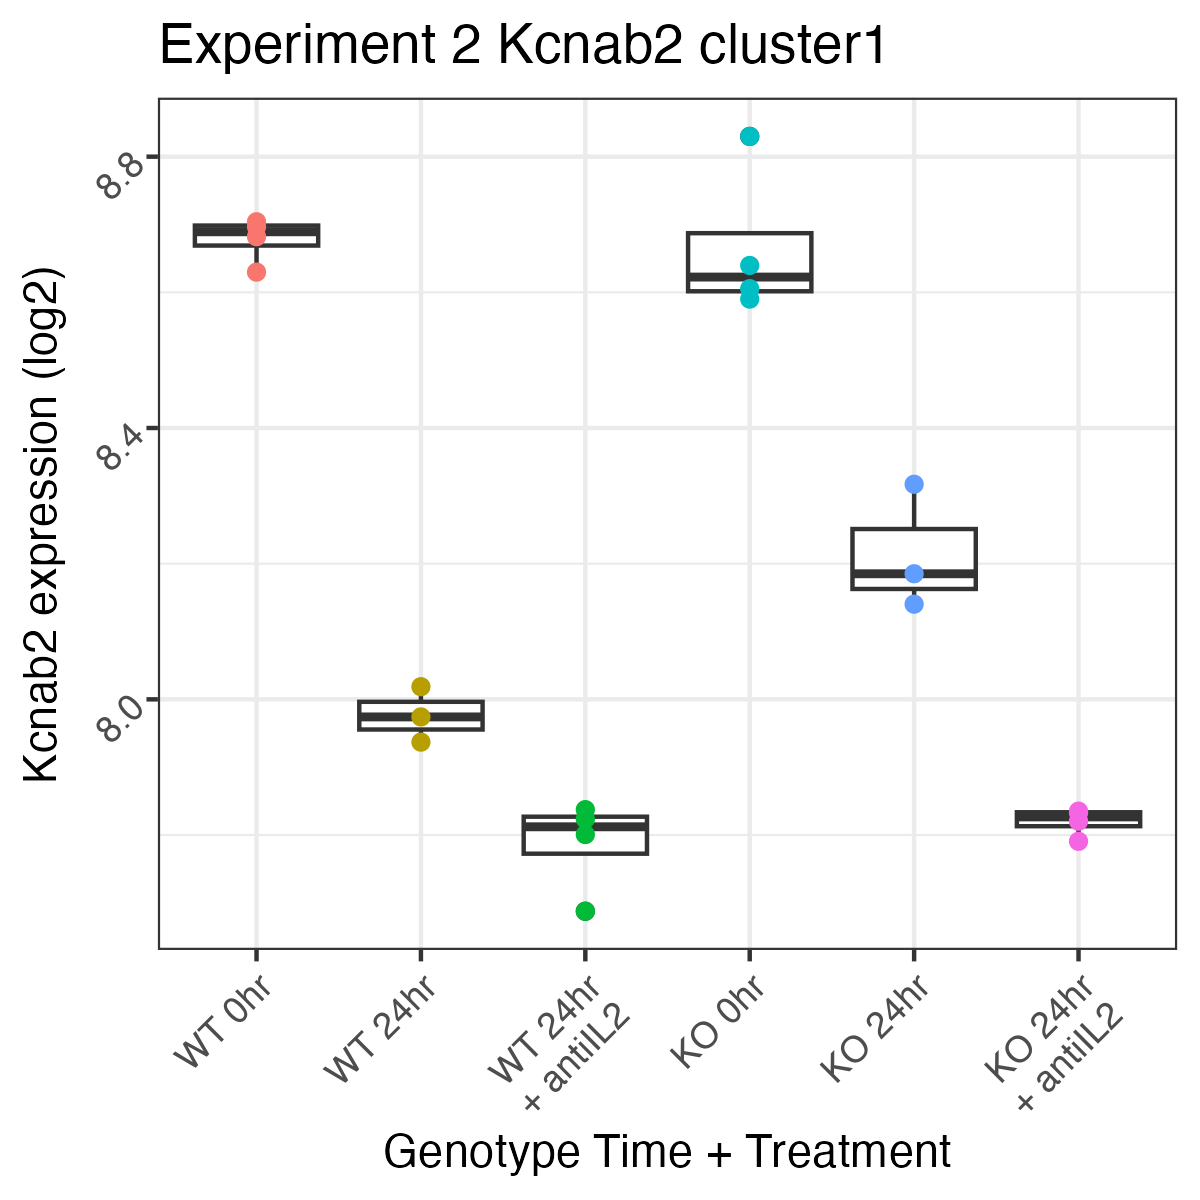 Experiment 2 Kcnab2 cluster1
Kcnab2 expression (log2)
8.8
8.4
8.0
WT 0hr
WT 24hr
WT 24hr
+ antiIL2
KO 0hr
KO 24hr
KO 24hr
+ antiIL2
Genotype Time + Treatment